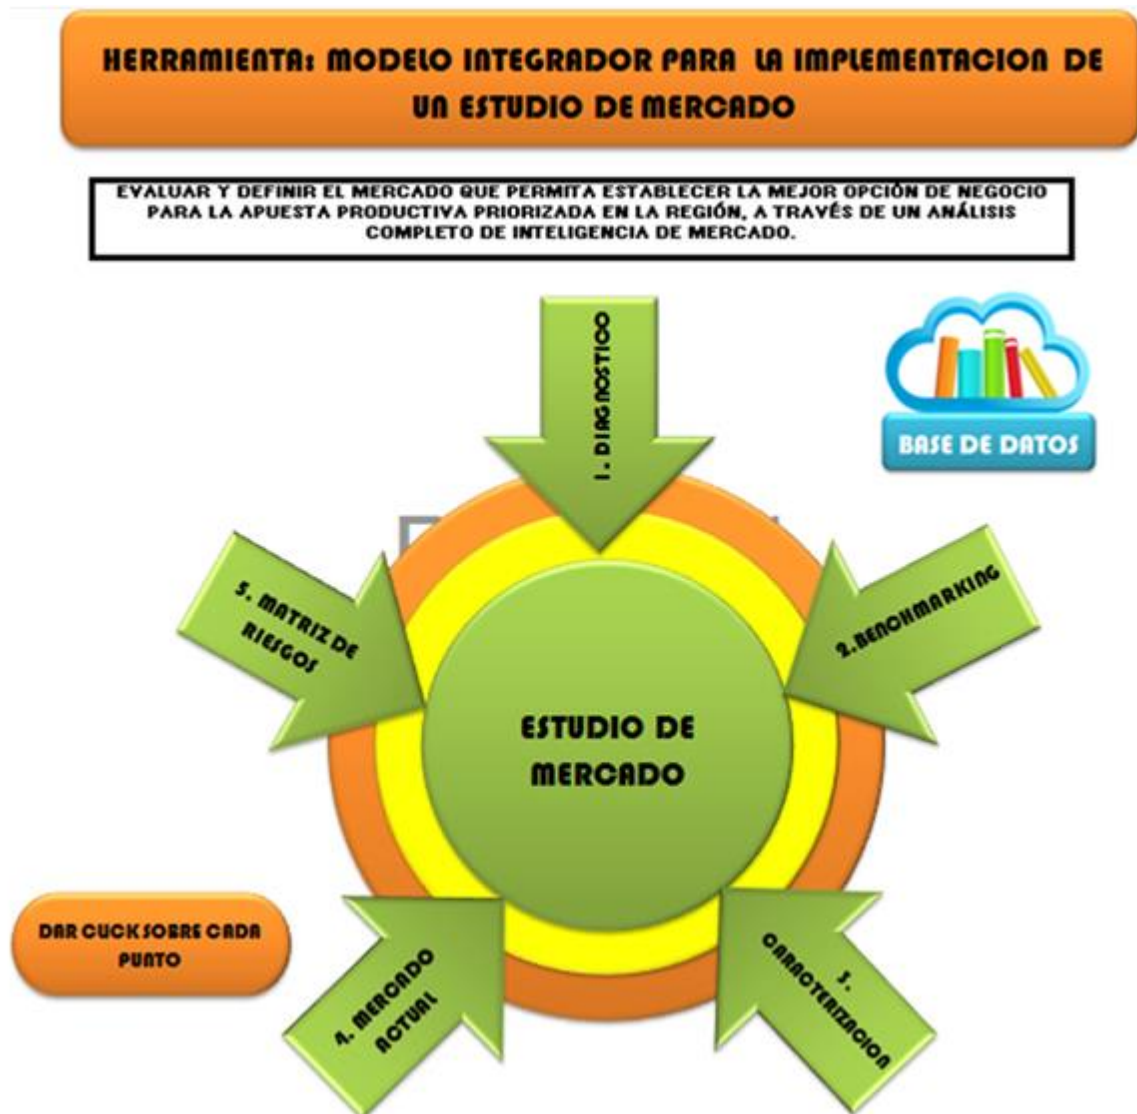 HERRAMIENTA: MODELO INTEGRADOR PARA LA IMPLEMENTACION DE
UN ESTUDIO DE MERCADO
EVALUAR Y DEFINIR EL MERCADO QUE PERMITA ESTABLECER LA MEJOR OPCIÓN DE NEGOCIO
PARA LA APUESTA PRODUCTIVA PRIORIZADA EN LA REGIÓN, A TRAVÉS DE UN ANÁLISIS
COMPLETO DE INTELIGENCIA DE MERCADO.
1. DIAGNOSTICO
BASE DE DATOS
2.BENCHMARKING
3.
CARACTERIZACION
4. MERCADO
ACTUAL
5. MATRIZ DE
RIESGOS
ESTUDIO DE
MERCADO
DAR CLICK SOBRE CADA
PUNTO